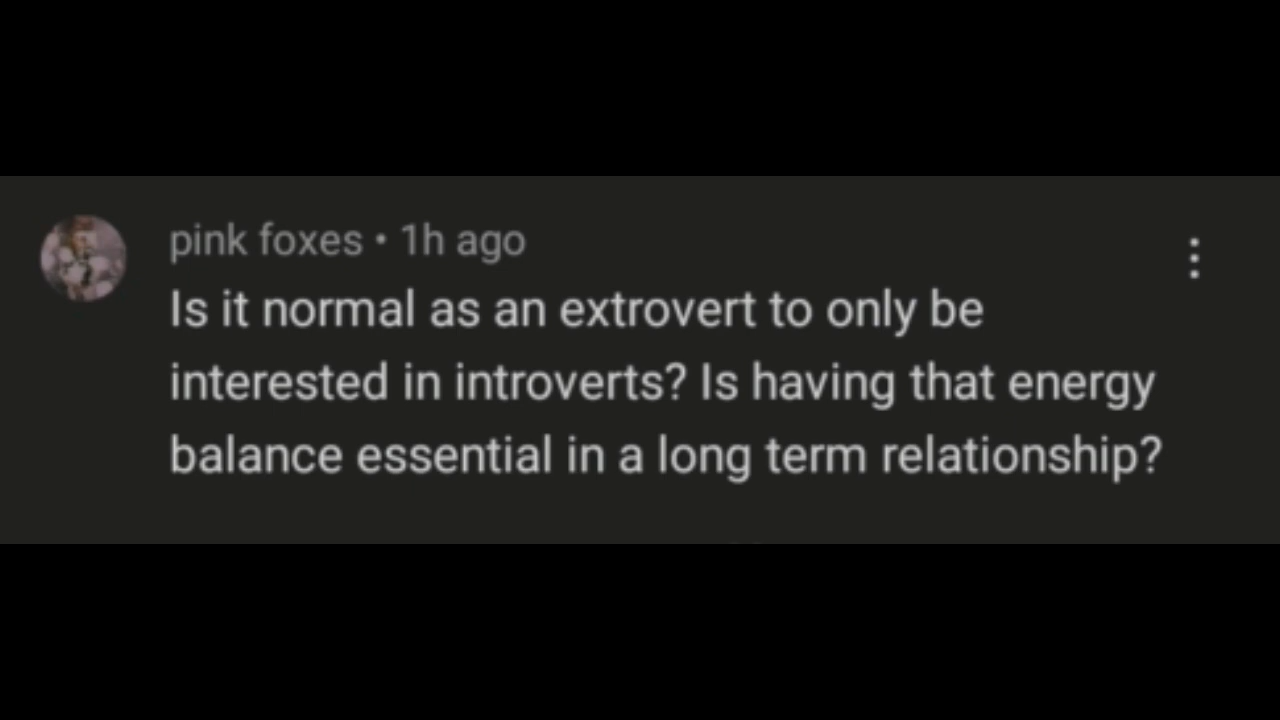 pink foxes • 1h ago
Is it normal as an extrovert to only be
interested in introverts? Is having that energy
balance essential in a long term relationship?